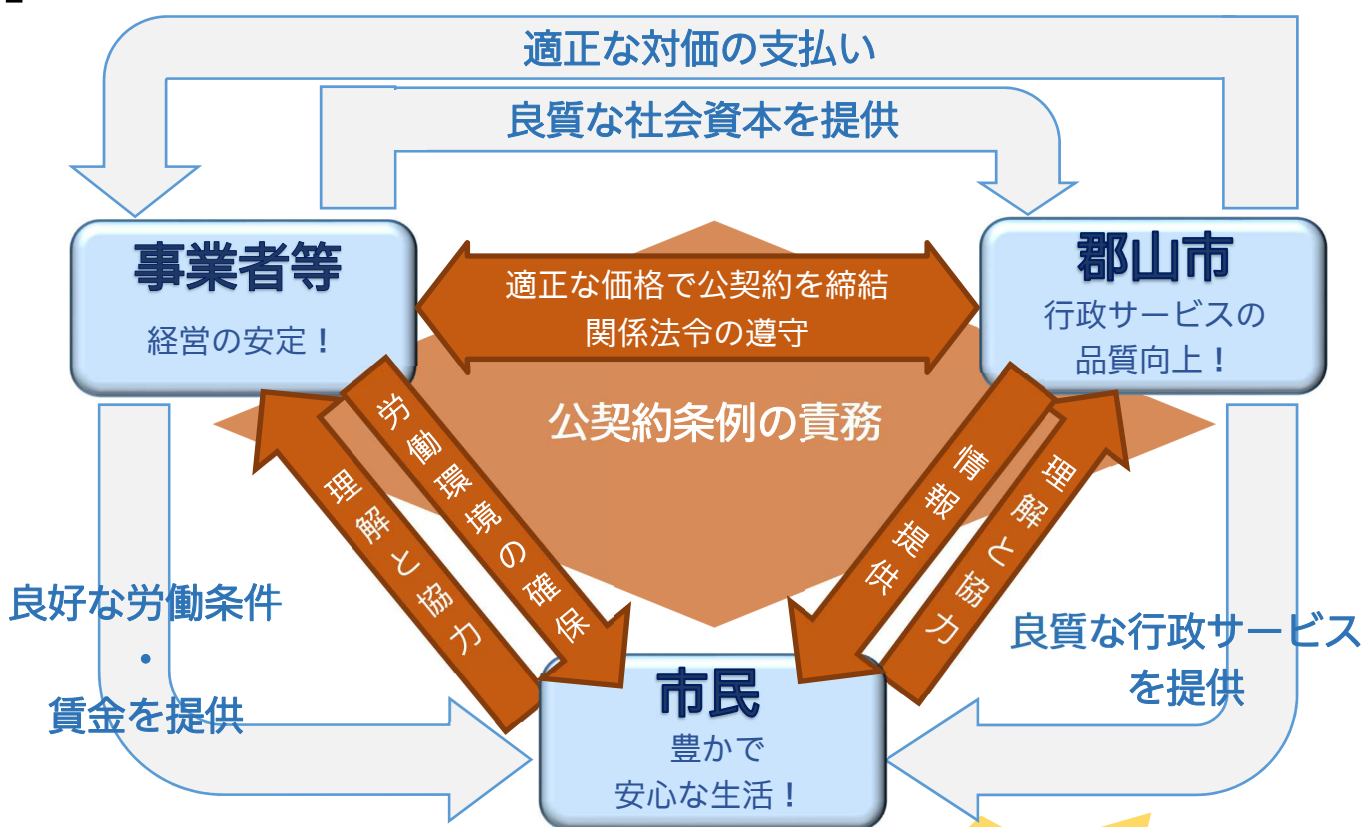 適正な対価の支払い
良質な社会資本を提供
事業者等
経営の安定！
適正な価格で公契約を締結
関係法令の遵守
郡山市
行政サービスの
品質向上！
公契約条例の責務
理解と協力
労働環境の確保
情報提供
理解と協力
良好な労働条件
・
賃金を提供
良質な行政サービス
を提供
市民
豊かで
安心な生活！